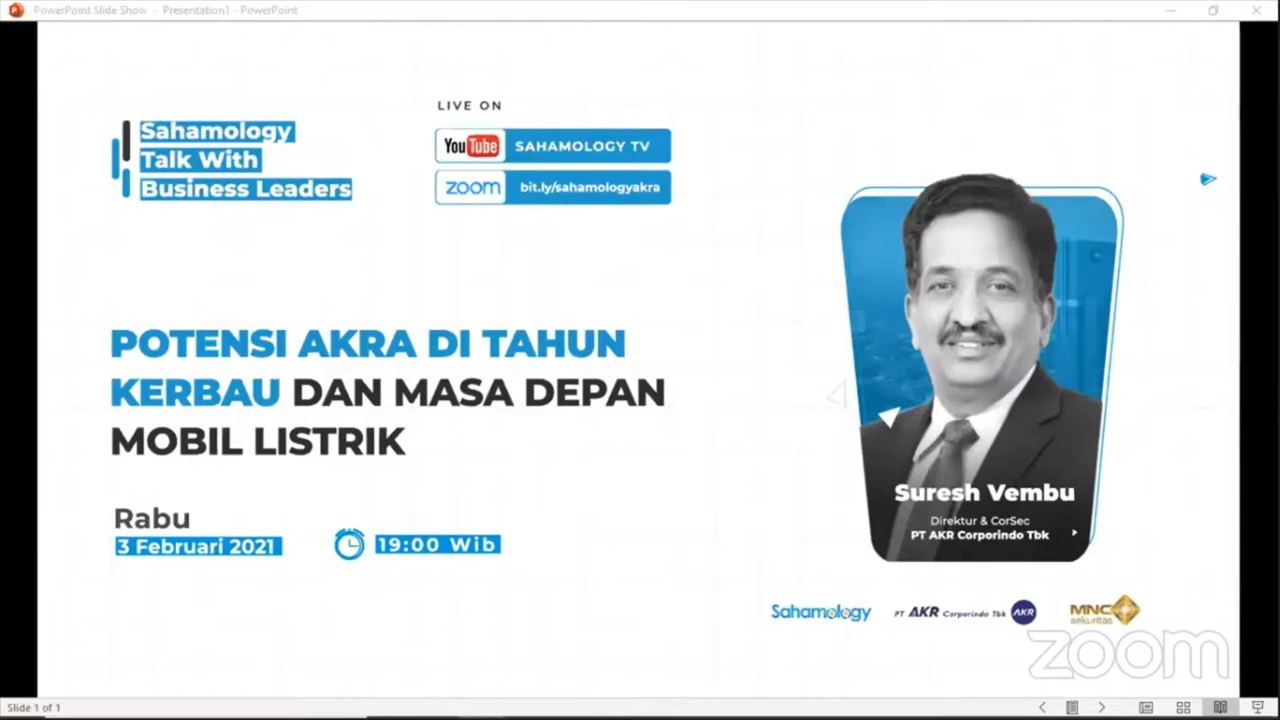 PowerPoint Slide Show - Presentation1 - PowerPoint
Sahamology
Talk With
Business Leaders
LIVE ON
YouTube SAHAMOLOGY TV
zoom bit.ly/sahamologyakra
POTENSI AKRA DI TAHUN
KERBAU DAN MASA DEPAN
MOBIL LISTRIK
Rabu
3 Februari 2021
19:00 Wib
Suresh Vembu
Direktur & CorSec
PT AKR Corporindo Tbk
Sahamology
PT AKR Corporindo Tbk AKR
MNC
sekuritas
zoom
Slide 1 of 1